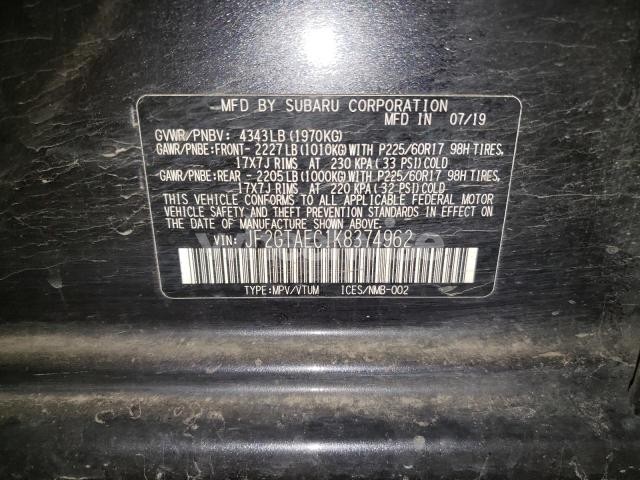 MFD BY SUBARU CORPORATION
MFD IN 07/19
GVWR/PNBV: 4343LB (1970KG)
GAWR/PNBE:FRONT- 2227LB (1010KG) WITH P225/60R17 98H TIRES,
17X7J RIMS AT 230 KPA (33 PSI) COLD
GAWR/PNBE:REAR - 2205LB (1000KG) WITH P225/60R17 98H TIRES,
17X7J RIMS AT 220 KPA (32 PSI) COLD
THIS VEHICLE CONFORMS TO ALL APPLICABLE FEDERAL MOTOR
VEHICLE SAFETY AND BUMPER STANDARDS IN EFFECT ON
THE DATE OF MANUFACTURE SHOWN ABOVE.
VIN: JF2GTAEC1K8374962
TYPE:MPV/VTUM ICES/NMB-002